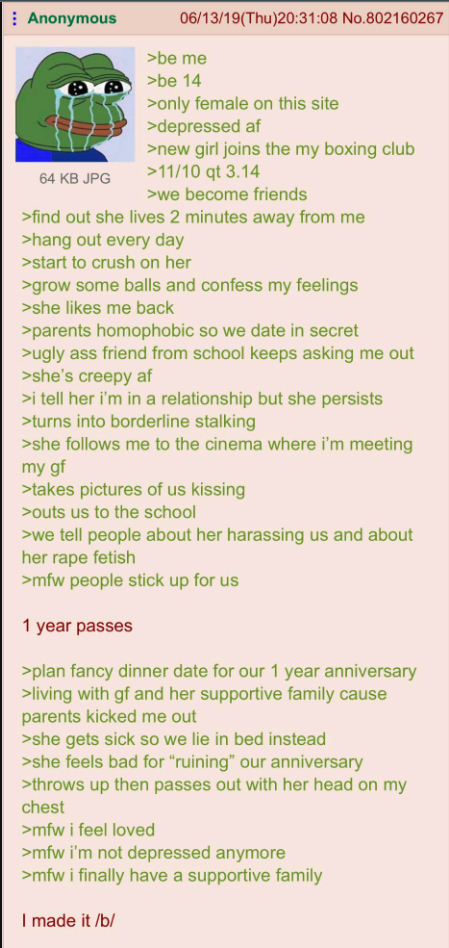 Anonymous 06/13/19(Thu)20:31:08 No.802160267
>be me
>be 14
>only female on this site
>depressed af
>new girl joins the my boxing club
>11/10 qt 3.14
64 KB JPG
>we become friends
>find out she lives 2 minutes away from me
>hang out every day
>start to crush on her
>grow some balls and confess my feelings
>she likes me back
>parents homophobic so we date in secret
>ugly ass friend from school keeps asking me out
>she's creepy af
>i tell her i'm in a relationship but she persists
>turns into borderline stalking
>she follows me to the cinema where i'm meeting
my gf
>takes pictures of us kissing
>outs us to the school
>we tell people about her harassing us and about
her rape fetish
>mfw people stick up for us
1 year passes
>plan fancy dinner date for our 1 year anniversary
>living with gf and her supportive family cause
parents kicked me out
>she gets sick so we lie in bed instead
>she feels bad for “ruining” our anniversary
>throws up then passes out with her head on my
chest
>mfw i feel loved
>mfw i'm not depressed anymore
>mfw i finally have a supportive family
I made it /b/